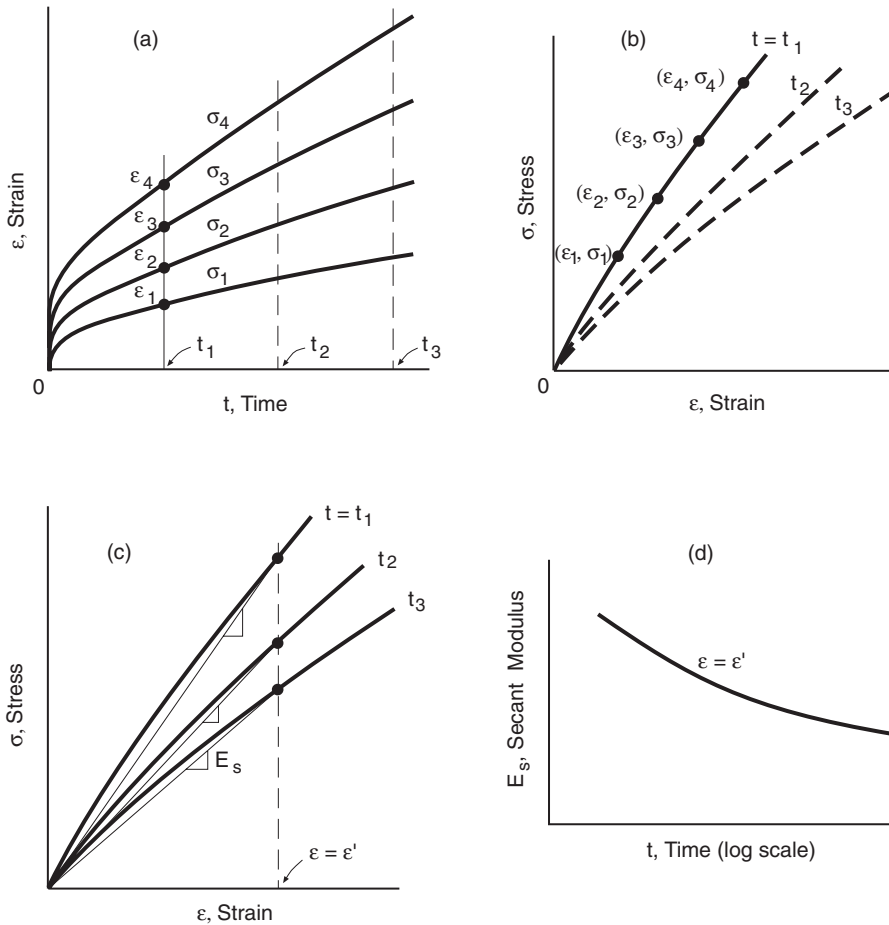 (a)
σ4
σ3
σ2
σ1
ε4
ε3
ε2
ε1
t1
t2
t3
0
t, Time
ε, Strain
(b)
t = t1
t2
t3
(ε4, σ4)
(ε3, σ3)
(ε2, σ2)
(ε1, σ1)
0
ε, Strain
σ, Stress
(c)
t = t1
t2
t3
Es
ε = ε'
ε, Strain
σ, Stress
(d)
ε = ε'
Es, Secant Modulus
t, Time (log scale)